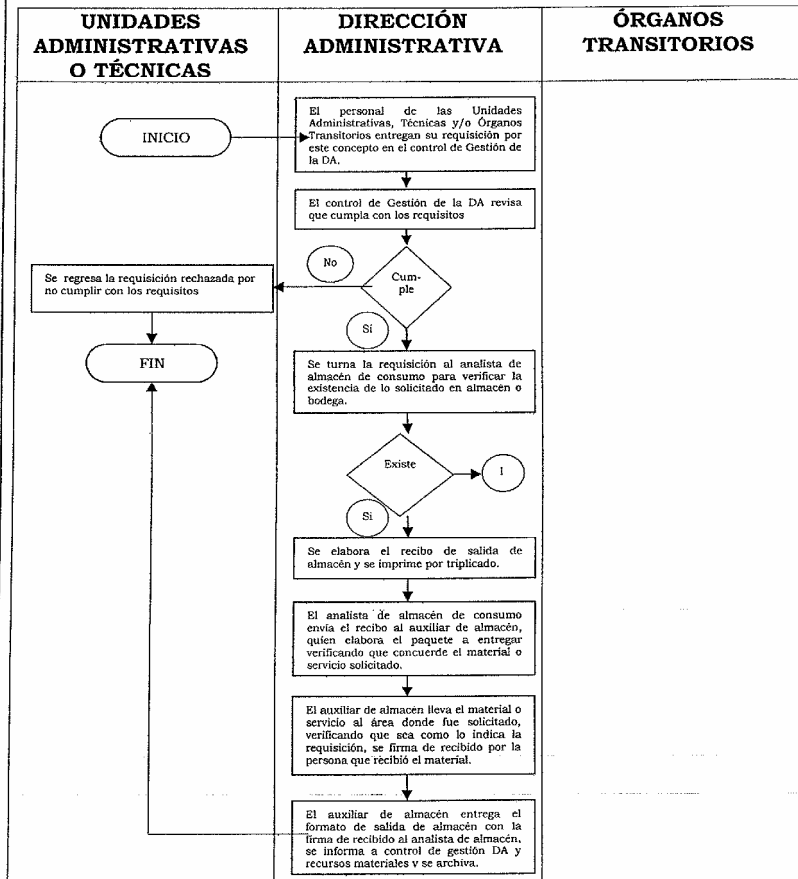 UNIDADES
ADMINISTRATIVAS
O TÉCNICAS
DIRECCIÓN
ADMINISTRATIVA
ÓRGANOS
TRANSITORIOS
INICIO
El personal de las Unidades
Administrativas, Técnicas y/o Órganos
Transitorios entregan su requisición por
este concepto en el control de Gestión de
la DA.
El control de Gestión de la DA revisa
que cumpla con los requisitos
No
Cum-
ple
Se regresa la requisición rechazada por
no cumplir con los requisitos
Sí
FIN
Se turna la requisición al analista de
almacén de consumo para verificar la
existencia de lo solicitado en almacén o
bodega.
Existe
1
Si
Se elabora el recibo de salida de
almacén y se imprime por triplicado.
El analista de almacén de consumo
envía el recibo al auxiliar de almacén,
quien elabora el paquete a entregar
verificando que concuerde el material o
servicio solicitado.
El auxiliar de almacén lleva el material o
servicio al área donde fue solicitado,
verificando que sea como lo indica la
requisición, se firma de recibido por la
persona que recibió el material.
El auxiliar de almacén entrega el
formato de salida de almacén con la
firma de recibido al analista de almacén,
se informa a control de gestión DA y
recursos materiales y se archiva.